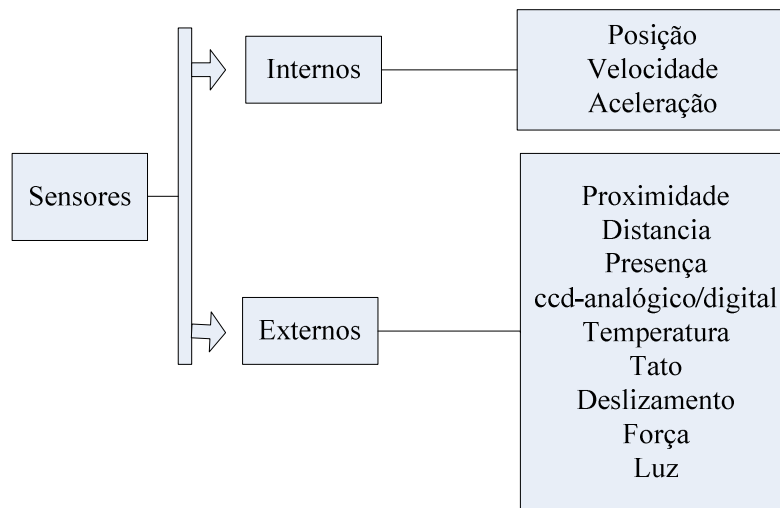 Sensores
Internos
Posição
Velocidade
Aceleração
Externos
Proximidade
Distancia
Presença
ccd-analógico/digital
Temperatura
Tato
Deslizamento
Força
Luz